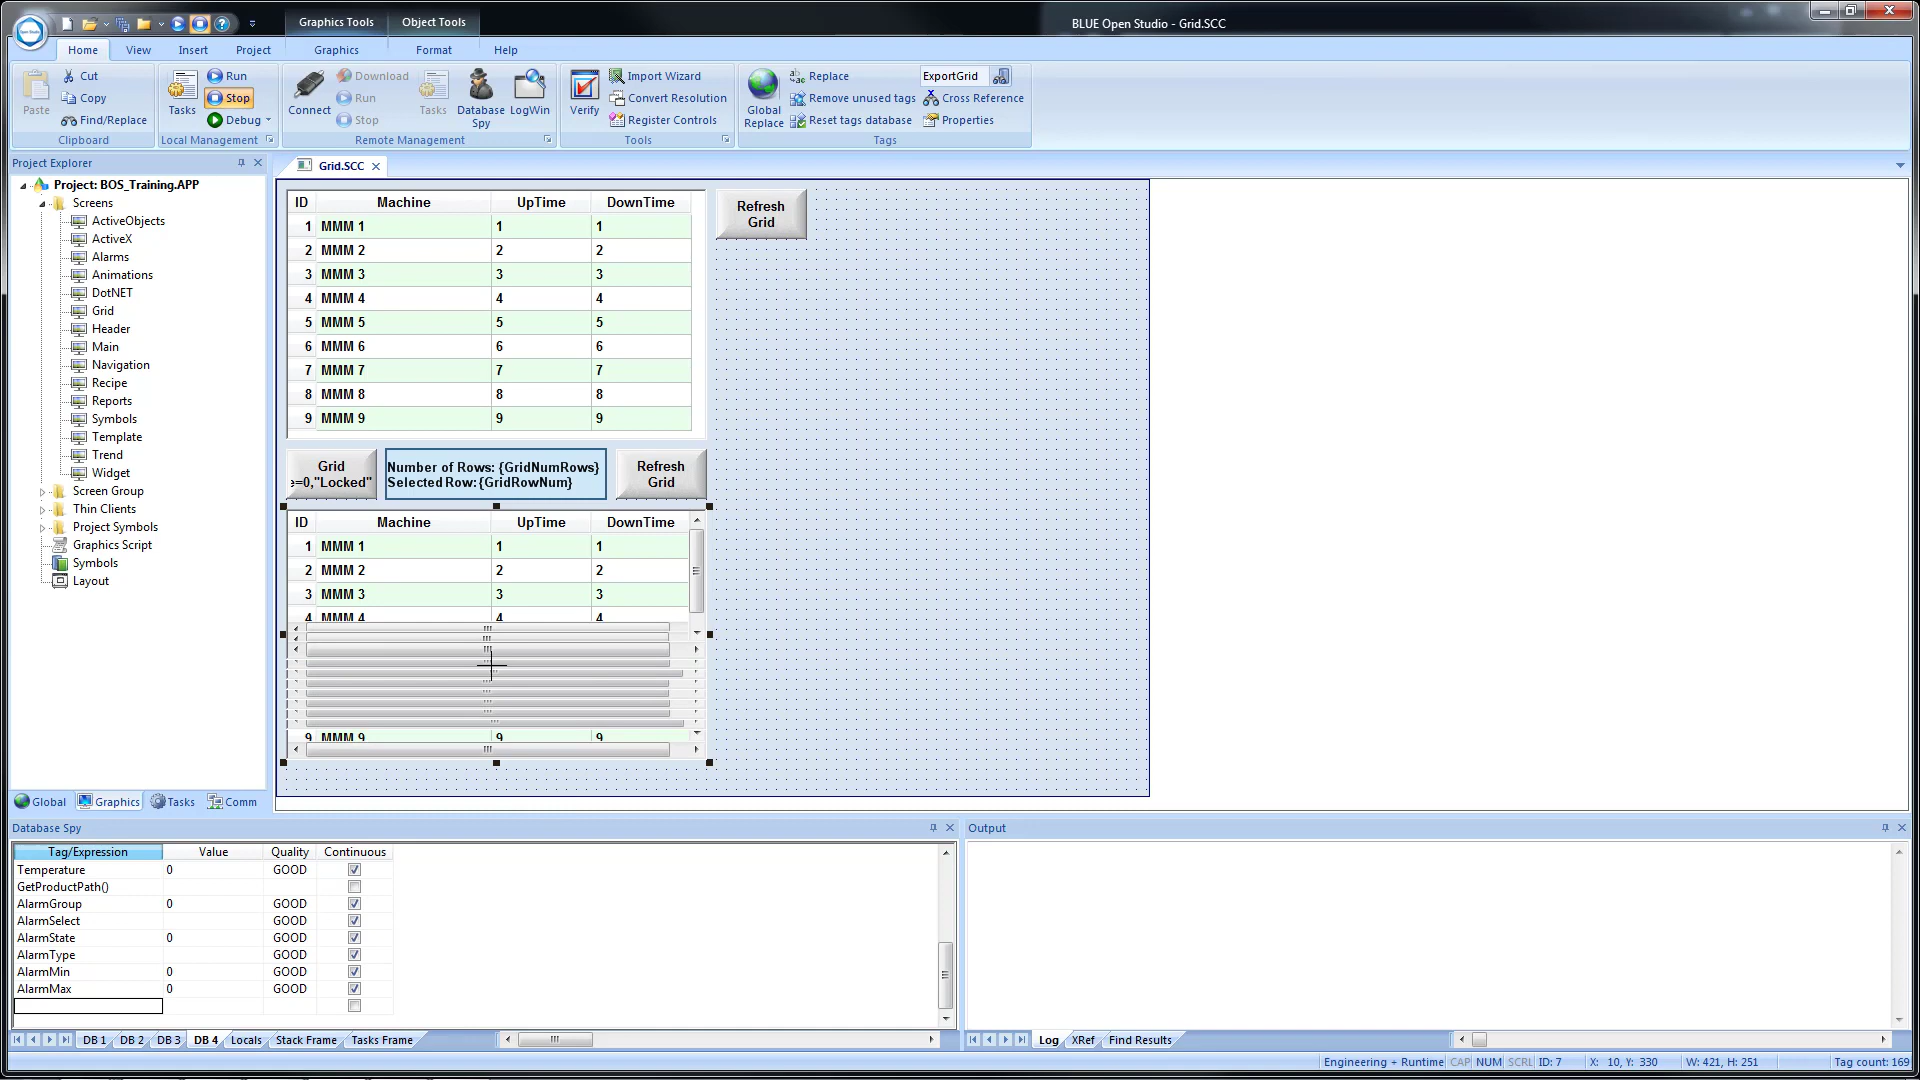 Graphics Tools Object Tools BLUE Open Studio - Grid.SCC
Home View Insert Project Graphics Format Help
Paste Cut Copy Find/Replace Clipboard
Tasks Run Stop Debug Local Management
Connect Download Run Stop Tasks Database Spy LogWin Remote Management
Verify Import Wizard Convert Resolution Register Controls Tools
Global Replace Replace Remove unused tags Reset tags database ExportGrid Cross Reference Properties Tags
Project Explorer
Project: BOS_Training.APP
Screens
ActiveObjects
ActiveX
Alarms
Animations
DotNET
Grid
Header
Main
Navigation
Recipe
Reports
Symbols
Template
Trend
Widget
Screen Group
Thin Clients
Project Symbols
Graphics Script
Symbols
Layout
Global Graphics Tasks Comm
Grid.SCC
ID Machine UpTime DownTime
1 MMM 1 1 1
2 MMM 2 2 2
3 MMM 3 3 3
4 MMM 4 4 4
5 MMM 5 5 5
6 MMM 6 6 6
7 MMM 7 7 7
8 MMM 8 8 8
9 MMM 9 9 9
Refresh
Grid
Grid
e=0,"Locked"
Number of Rows: {GridNumRows}
Selected Row: {GridRowNum}
Refresh
Grid
ID Machine UpTime DownTime
1 MMM 1 1 1
2 MMM 2 2 2
3 MMM 3 3 3
4 MMM 4 4 4
9 MMM 9 9 9
Database Spy
Tag/Expression Value Quality Continuous
Temperature 0 GOOD
GetProductPath()
AlarmGroup 0 GOOD
AlarmSelect GOOD
AlarmState 0 GOOD
AlarmType GOOD
AlarmMin 0 GOOD
AlarmMax 0 GOOD
DB 1 DB 2 DB 3 DB 4 Locals Stack Frame Tasks Frame
Output
Log XRef Find Results
Engineering + Runtime CAP NUM SCRL ID: 7 X: 10, Y: 330 W: 421, H: 251 Tag count: 169